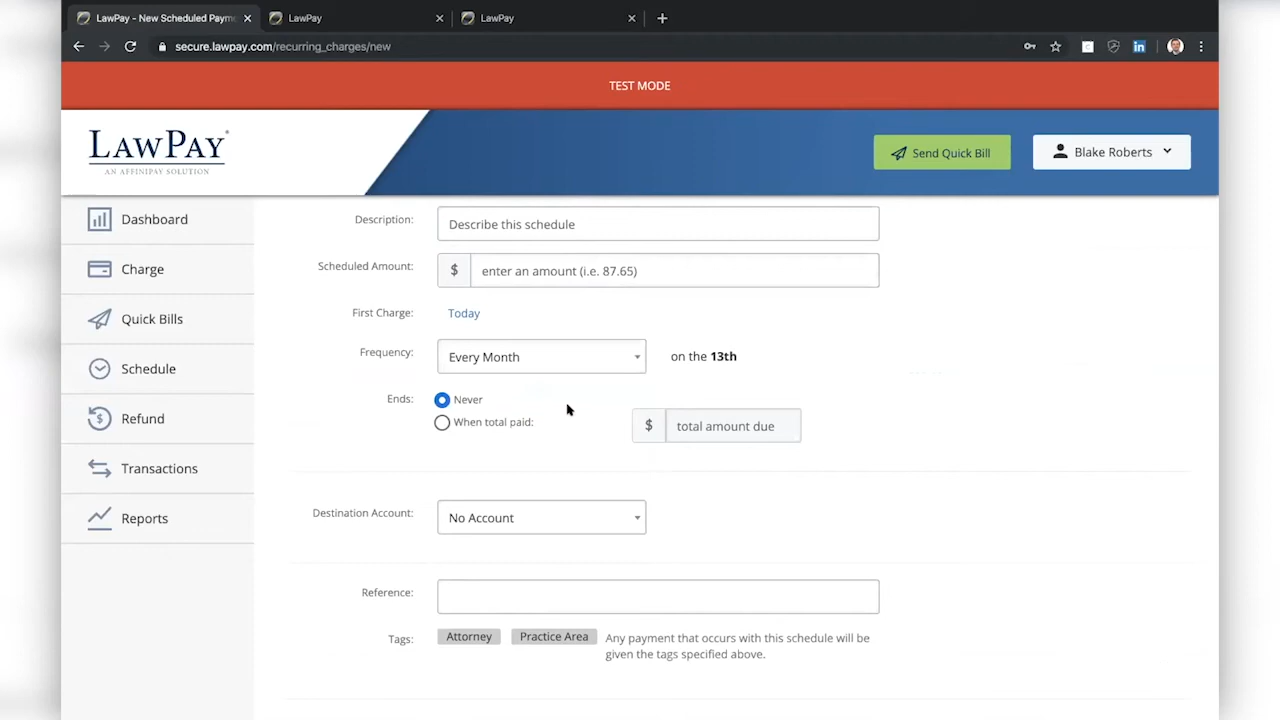 LawPay - New Scheduled Payme
LawPay
LawPay
secure.lawpay.com/recurring_charges/new
TEST MODE
LAWPAY®
AN AFFINIPAY SOLUTION
Send Quick Bill
Blake Roberts
Dashboard
Charge
Quick Bills
Schedule
Refund
Transactions
Reports
Description: Describe this schedule
Scheduled Amount: $ enter an amount (i.e. 87.65)
First Charge: Today
Frequency: Every Month on the 13th
Ends: Never
When total paid: $ total amount due
Destination Account: No Account
Reference:
Tags: Attorney Practice Area Any payment that occurs with this schedule will be
given the tags specified above.